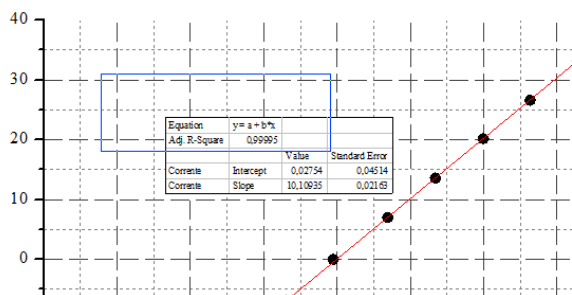 40
30
20
10
0
Equation y = a + b*x
Adj. R-Square 0,99995
Value Standard Error
Corrente Intercept 0,02754 0,04514
Corrente Slope 10,10935 0,02163